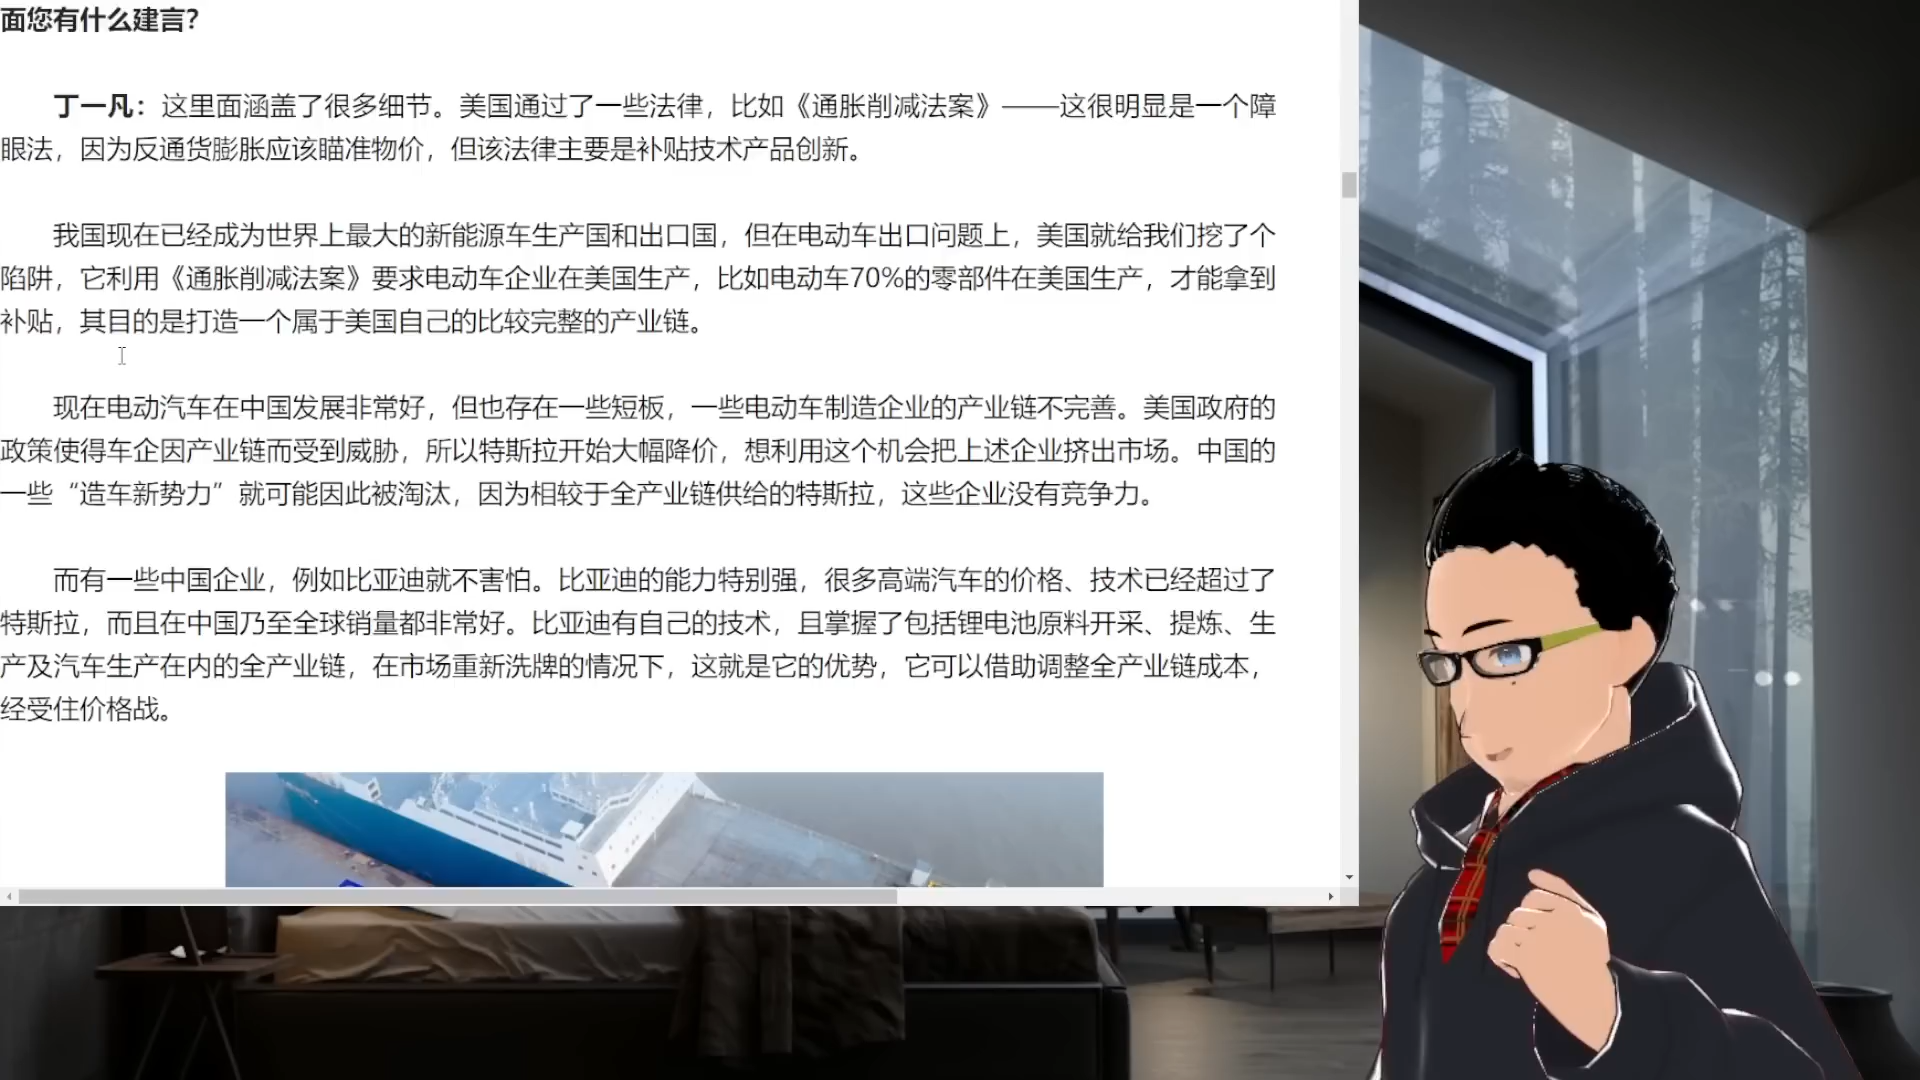 面您有什么建言？
丁一凡：这里面涵盖了很多细节。美国通过了一些法律，比如《通胀削减法案》——这很明显是一个障
眼法，因为反通货膨胀应该瞄准物价，但该法律主要是补贴技术产品创新。
我国现在已经成为世界上最大的新能源车生产国和出口国，但在电动车出口问题上，美国就给我们挖了个
陷阱，它利用《通胀削减法案》要求电动车企业在美国生产，比如电动车70%的零部件在美国生产，才能拿到
补贴，其目的是打造一个属于美国自己的比较完整的产业链。
现在电动汽车在中国发展非常好，但也存在一些短板，一些电动车制造企业的产业链不完善。美国政府的
政策使得车企因产业链而受到威胁，所以特斯拉开始大幅降价，想利用这个机会把上述企业挤出市场。中国的
一些“造车新势力”就可能因此被淘汰，因为相较于全产业链供给的特斯拉，这些企业没有竞争力。
而有一些中国企业，例如比亚迪就不害怕。比亚迪的能力特别强，很多高端汽车的价格、技术已经超过了
特斯拉，而且在中国乃至全球销量都非常好。比亚迪有自己的技术，且掌握了包括锂电池原料开采、提炼、生
产及汽车生产在内的全产业链，在市场重新洗牌的情况下，这就是它的优势，它可以借助调整全产业链成本，
经受住价格战。